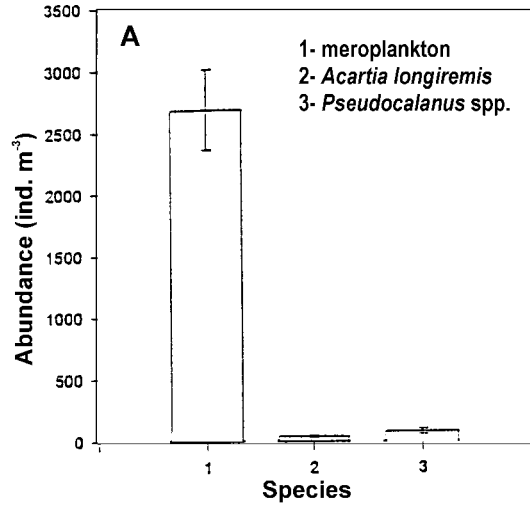 A
1- meroplankton
2- Acartia longiremis
3- Pseudocalanus spp.
Abundance (ind. m-3)
3500
3000
2500
2000
1500
1000
500
0
1 2 3
Species